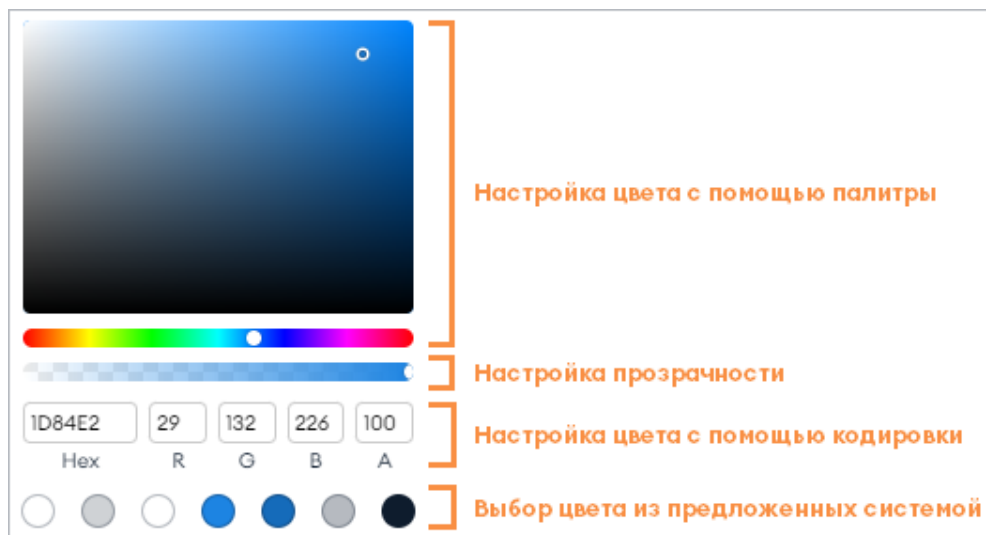 Настройка цвета с помощью палитры
Настройка прозрачности
1D84E2 29 132 226 100
Настройка цвета с помощью кодировки
Hex R G B A
Выбор цвета из предложенных системой